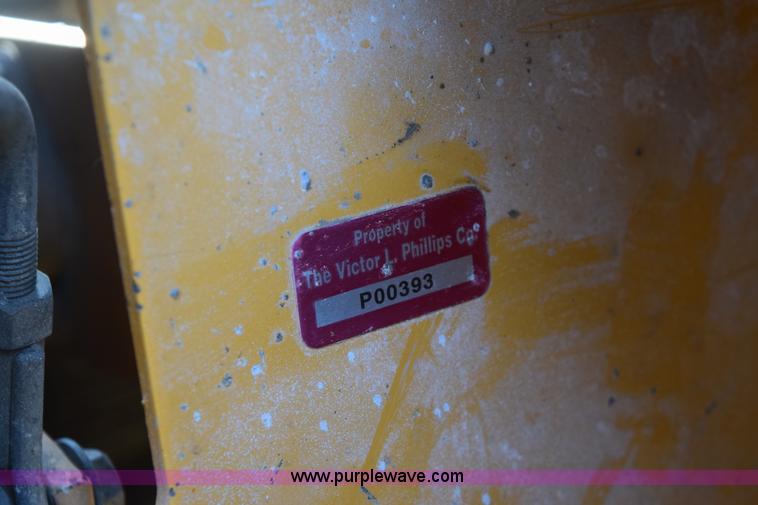 Property of
The Victor L. Phillips Co.
P00393
www.purplewave.com